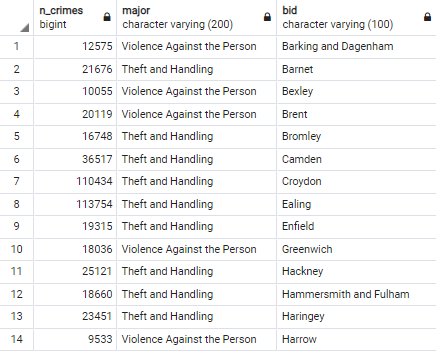 n_crimes major bid
bigint character varying (200) character varying (100)
1 12575 Violence Against the Person Barking and Dagenham
2 21676 Theft and Handling Barnet
3 10055 Violence Against the Person Bexley
4 20119 Violence Against the Person Brent
5 16748 Theft and Handling Bromley
6 36517 Theft and Handling Camden
7 110434 Theft and Handling Croydon
8 113754 Theft and Handling Ealing
9 19315 Theft and Handling Enfield
10 18036 Violence Against the Person Greenwich
11 25121 Theft and Handling Hackney
12 18660 Theft and Handling Hammersmith and Fulham
13 23451 Theft and Handling Haringey
14 9533 Violence Against the Person Harrow